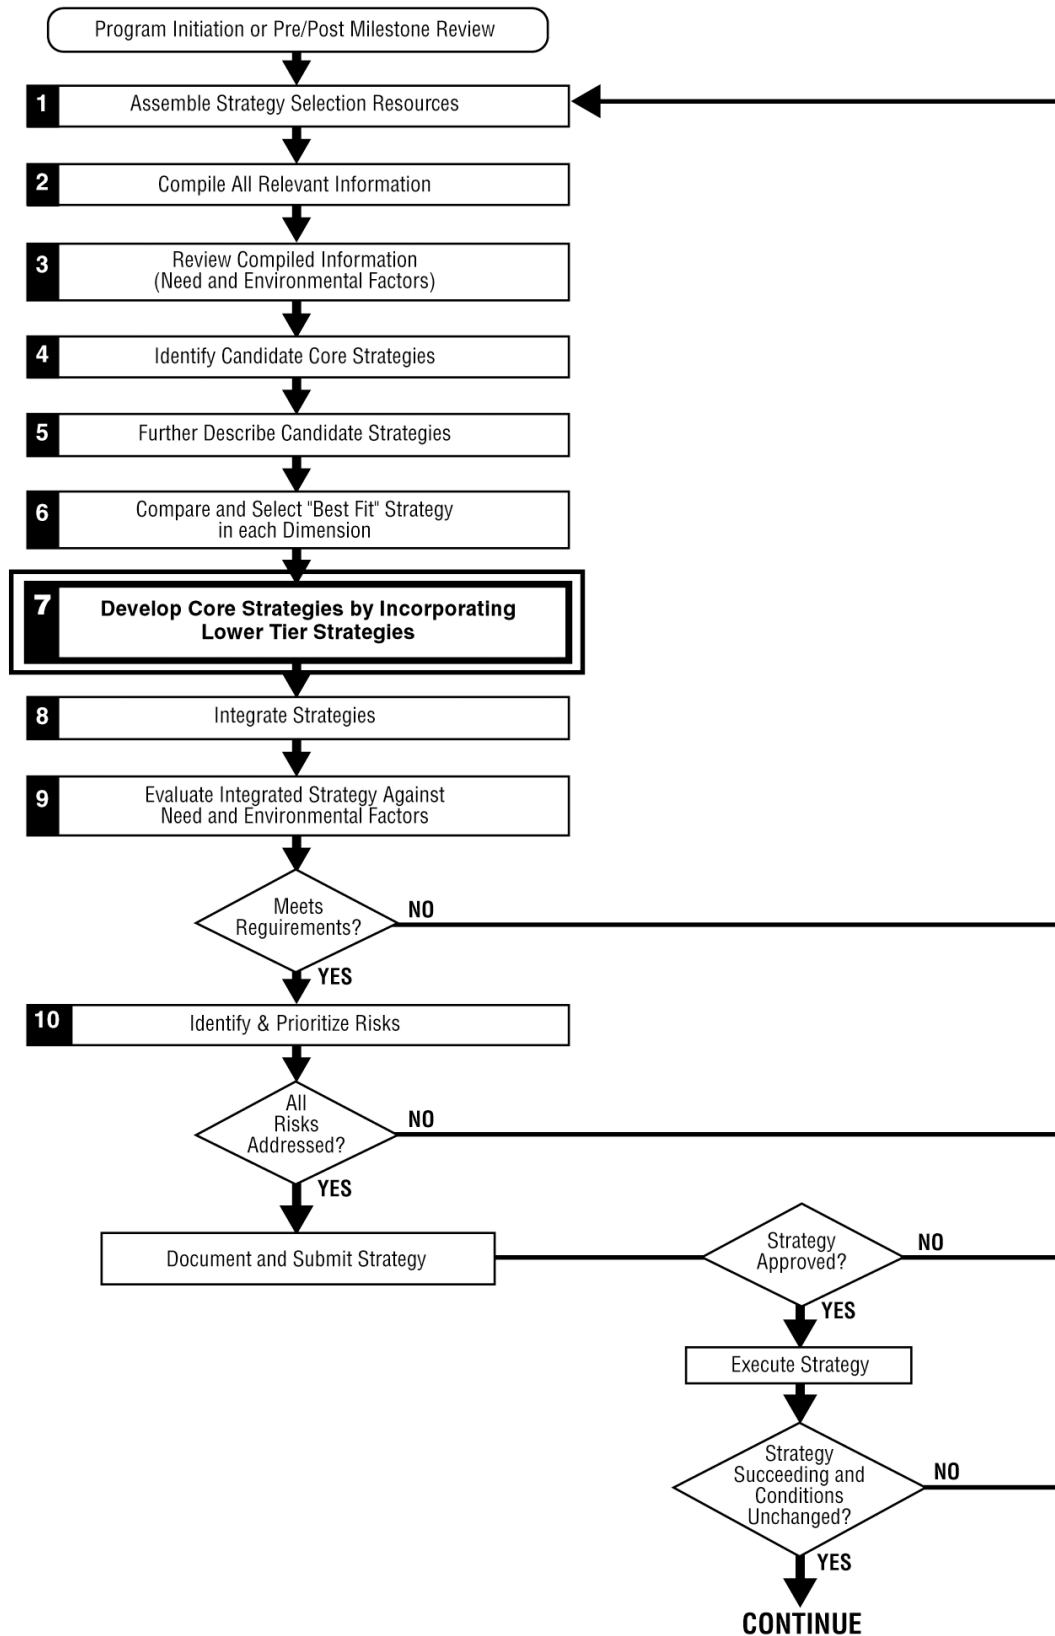 Program Initiation or Pre/Post Milestone Review
1 Assemble Strategy Selection Resources
2 Compile All Relevant Information
3 Review Compiled Information
(Need and Environmental Factors)
4 Identify Candidate Core Strategies
5 Further Describe Candidate Strategies
6 Compare and Select "Best Fit" Strategy
in each Dimension
7 Develop Core Strategies by Incorporating
Lower Tier Strategies
8 Integrate Strategies
9 Evaluate Integrated Strategy Against
Need and Environmental Factors
Meets
Reguirements?
NO
YES
10 Identify & Prioritize Risks
All
Risks
Addressed?
NO
YES
Document and Submit Strategy
Strategy
Approved?
NO
YES
Execute Strategy
Strategy
Succeeding and
Conditions
Unchanged?
NO
YES
CONTINUE